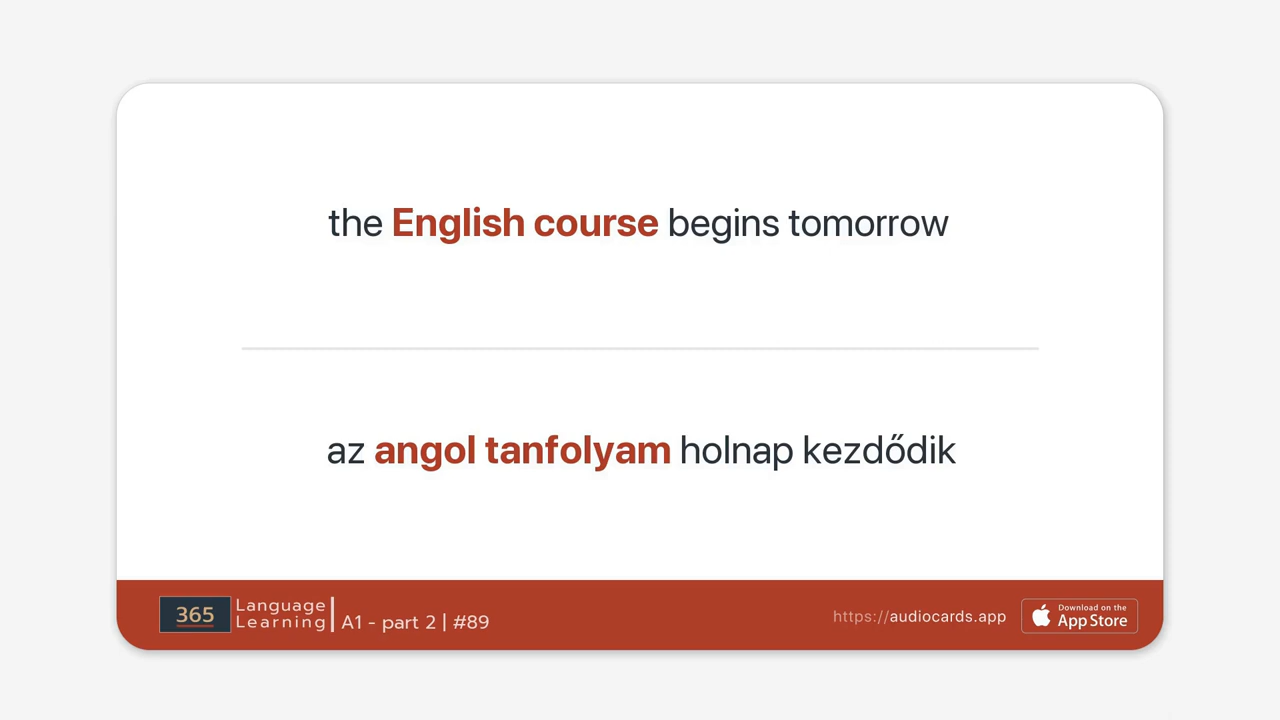 the English course begins tomorrow
az angol tanfolyam holnap kezdődik
365 Language Learning
A1 - part 2 | #89
https://audiocards.app
Download on the
App Store